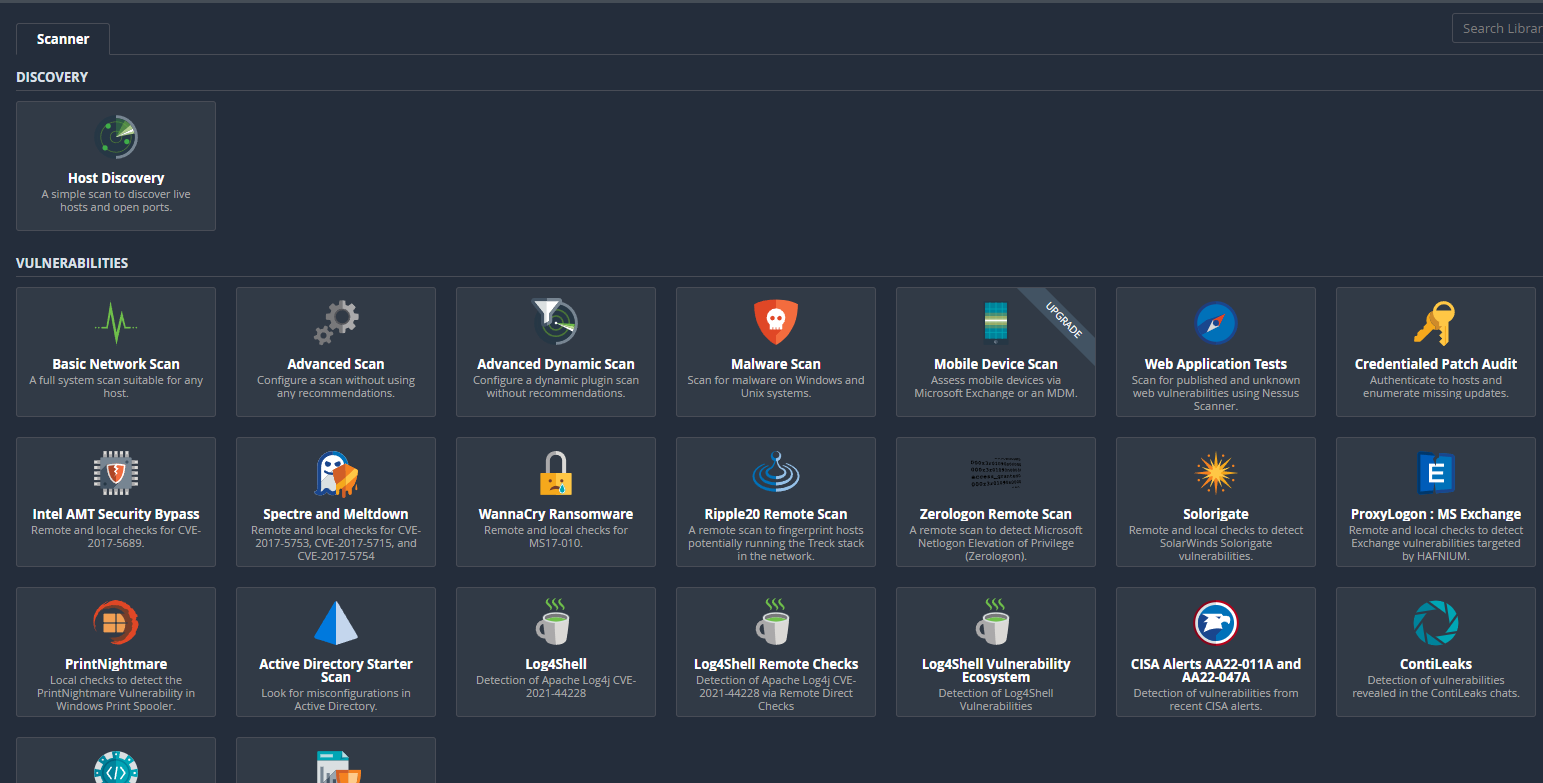 Scanner
Search Librar
DISCOVERY
Host Discovery
A simple scan to discover live
hosts and open ports.
VULNERABILITIES
Basic Network Scan
A full system scan suitable for any
host.
Advanced Scan
Configure a scan without using
any recommendations.
Advanced Dynamic Scan
Configure a dynamic plugin scan
without recommendations.
Malware Scan
Scan for malware on Windows and
Unix systems.
UPGRADE
Mobile Device Scan
Assess mobile devices via
Microsoft Exchange or an MDM.
Web Application Tests
Scan for published and unknown
web vulnerabilities using Nessus
Scanner.
Credentialed Patch Audit
Authenticate to hosts and
enumerate missing updates.
Intel AMT Security Bypass
Remote and local checks for CVE-
2017-5689.
Spectre and Meltdown
Remote and local checks for CVE-
2017-5753, CVE-2017-5715, and
CVE-2017-5754
WannaCry Ransomware
Remote and local checks for
MS17-010.
Ripple20 Remote Scan
A remote scan to fingerprint hosts
potentially running the Treck stack
in the network.
Zerologon Remote Scan
A remote scan to detect Microsoft
Netlogon Elevation of Privilege
(Zerologon).
Solorigate
Remote and local checks to detect
SolarWinds Solorigate
vulnerabilities.
E
ProxyLogon : MS Exchange
Remote and local checks to detect
Exchange vulnerabilities targeted
by HAFNIUM.
PrintNightmare
Local checks to detect the
PrintNightmare Vulnerability in
Windows Print Spooler.
Active Directory Starter
Scan
Look for misconfigurations in
Active Directory.
Log4Shell
Detection of Apache Log4j CVE-
2021-44228
Log4Shell Remote Checks
Detection of Apache Log4j CVE-
2021-44228 via Remote Direct
Checks
Log4Shell Vulnerability
Ecosystem
Detection of Log4Shell
Vulnerabilities
CISA Alerts AA22-011A and
AA22-047A
Detection of vulnerabilities from
recent CISA alerts.
ContiLeaks
Detection of vulnerabilities
revealed in the ContiLeaks chats.